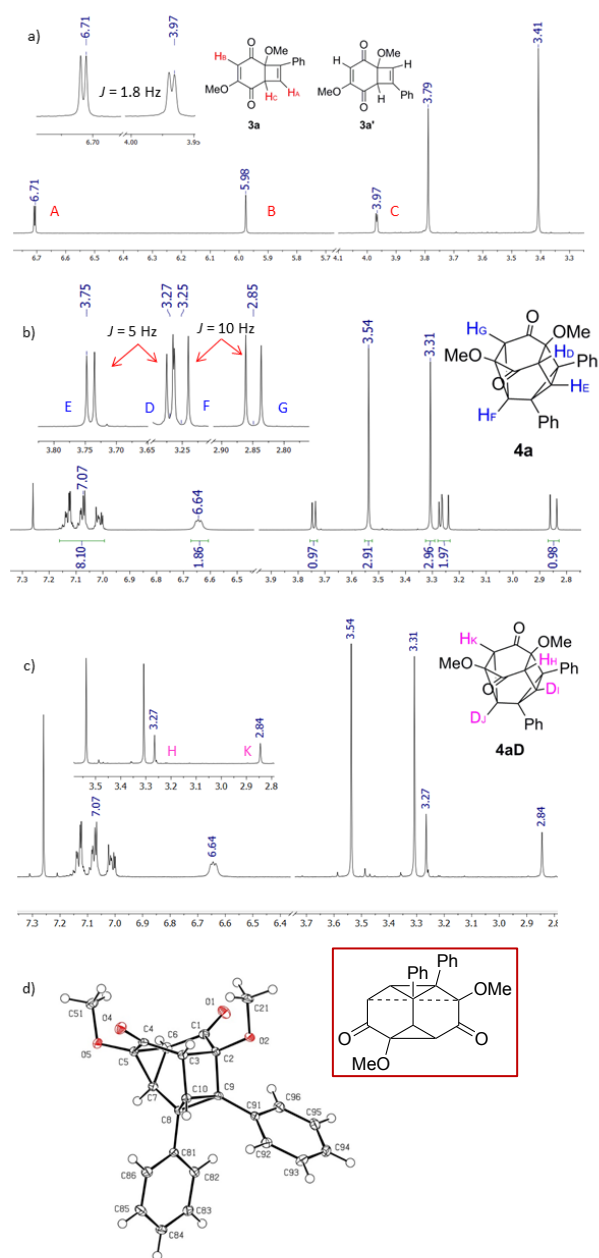 a)
6.71
3.97
J = 1.8 Hz
6.70
4.00
3.95
O
OMe
Ph
HB
MeO
O
HC
HA
3a
O
OMe
H
H
MeO
H
O
Ph
3a'
3.41
3.79
6.71
A
5.98
B
C
3.97
6.7 6.6 6.5 6.4 6.3 6.2 6.1 6.0 5.9 5.8 5.7
4.1 4.0 3.9 3.8 3.7 3.6 3.5 3.4 3.3
b)
3.75
3.27
3.25
2.85
J = 5 Hz
J = 10 Hz
E
D
F
G
3.80 3.75 3.70 3.65
3.25
2.90 2.85 2.80
HG
O
OMe
MeO
HD
Ph
O
HE
HF
Ph
4a
3.54
3.31
7.07
6.64
8.10
1.86
0.97
2.91
2.96
1.97
0.98
7.2 7.1 7.0 6.9 6.8 6.7 6.6 6.5
3.7 3.6 3.5 3.4 3.3 3.2 3.1 3.0 2.9 2.8
c)
3.54
3.31
HK
O
OMe
MeO
HH
Ph
O
DI
DJ
Ph
4aD
3.27
H
2.84
K
3.5 3.4 3.3 3.2 3.1 3.0 2.9 2.8
7.07
6.64
3.27
2.84
7.3 7.2 7.1 7.0 6.9 6.8 6.7 6.6 6.5 6.4
3.7 3.6 3.5 3.4 3.3 3.2 3.1 3.0 2.9 2.8
d)
Ph
Ph
OMe
O
O
MeO
C51
O4
O1
C21
C4
C6
C1
O5
C5
C3
C2
O2
C7
C10
C9
C8
C91
C96
C95
C81
C92
C93
C94
C86
C82
C85
C83
C84